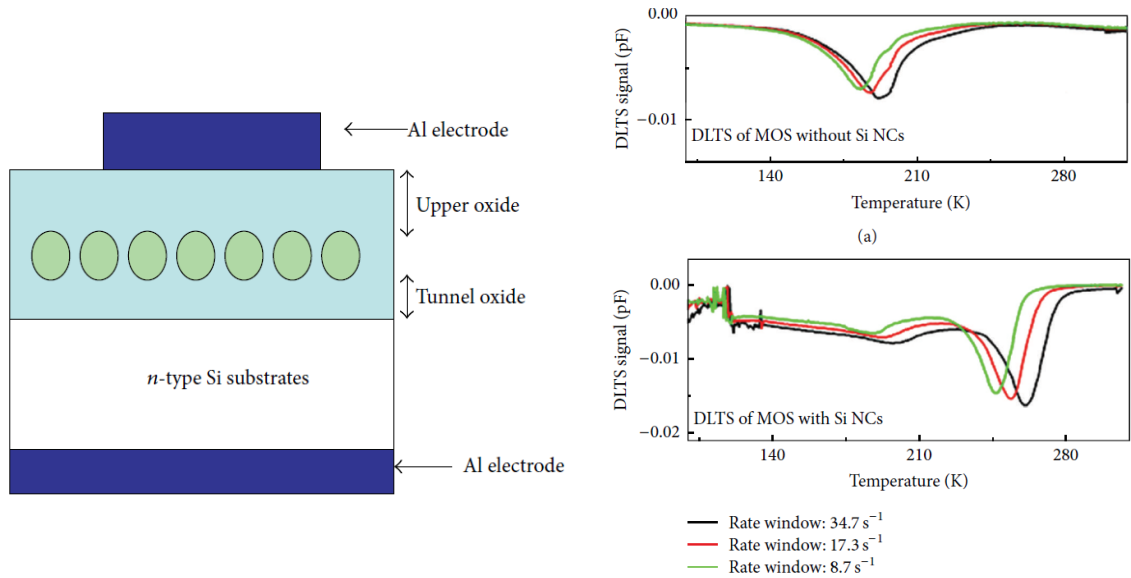 Al electrode
Upper oxide
Tunnel oxide
n-type Si substrates
Al electrode
DLTS signal (pF)
0.00
−0.01
DLTS of MOS without Si NCs
140
210
280
Temperature (K)
(a)
DLTS signal (pF)
0.00
−0.01
−0.02
DLTS of MOS with Si NCs
140
210
280
Temperature (K)
Rate window: 34.7 s⁻¹
Rate window: 17.3 s⁻¹
Rate window: 8.7 s⁻¹